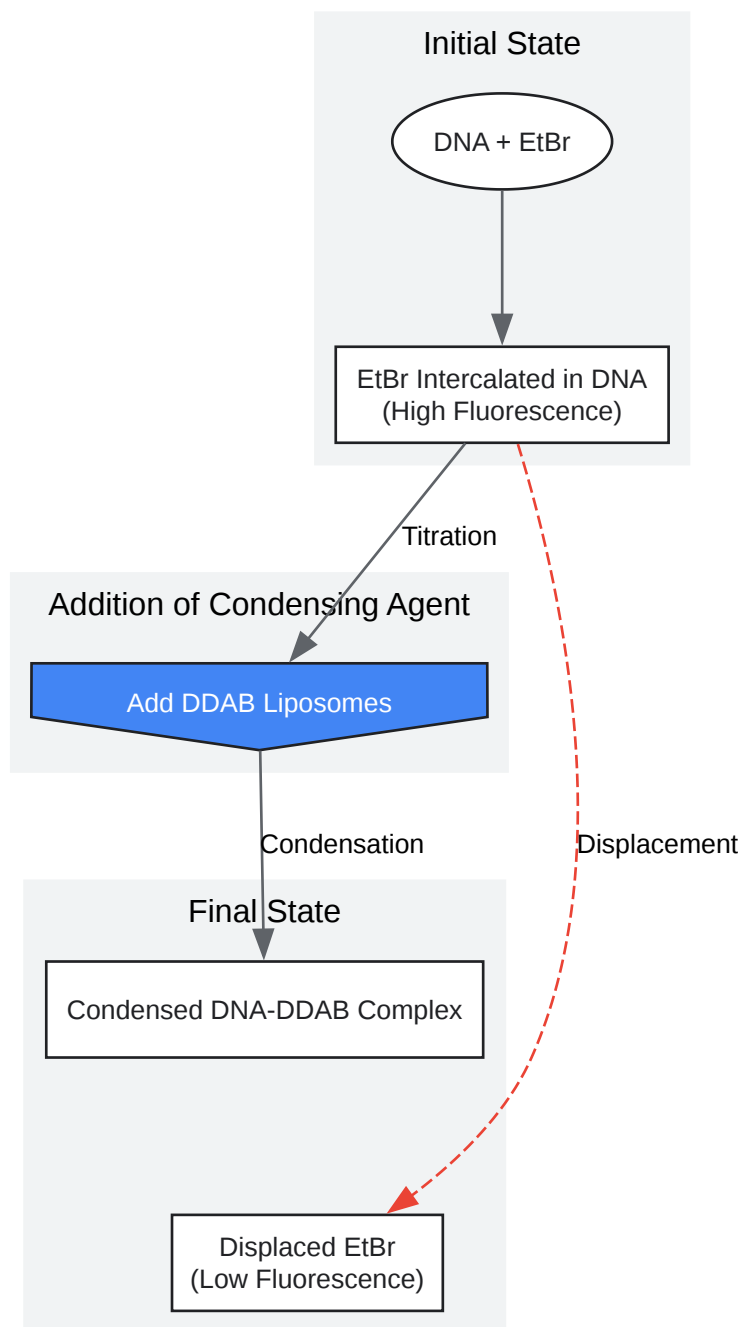 Initial State
DNA + EtBr
EtBr Intercalated in DNA
(High Fluorescence)
Titration
Addition of Condensing Agent
Add DDAB Liposomes
Condensation
Displacement
Final State
Condensed DNA-DDAB Complex
Displaced EtBr
(Low Fluorescence)